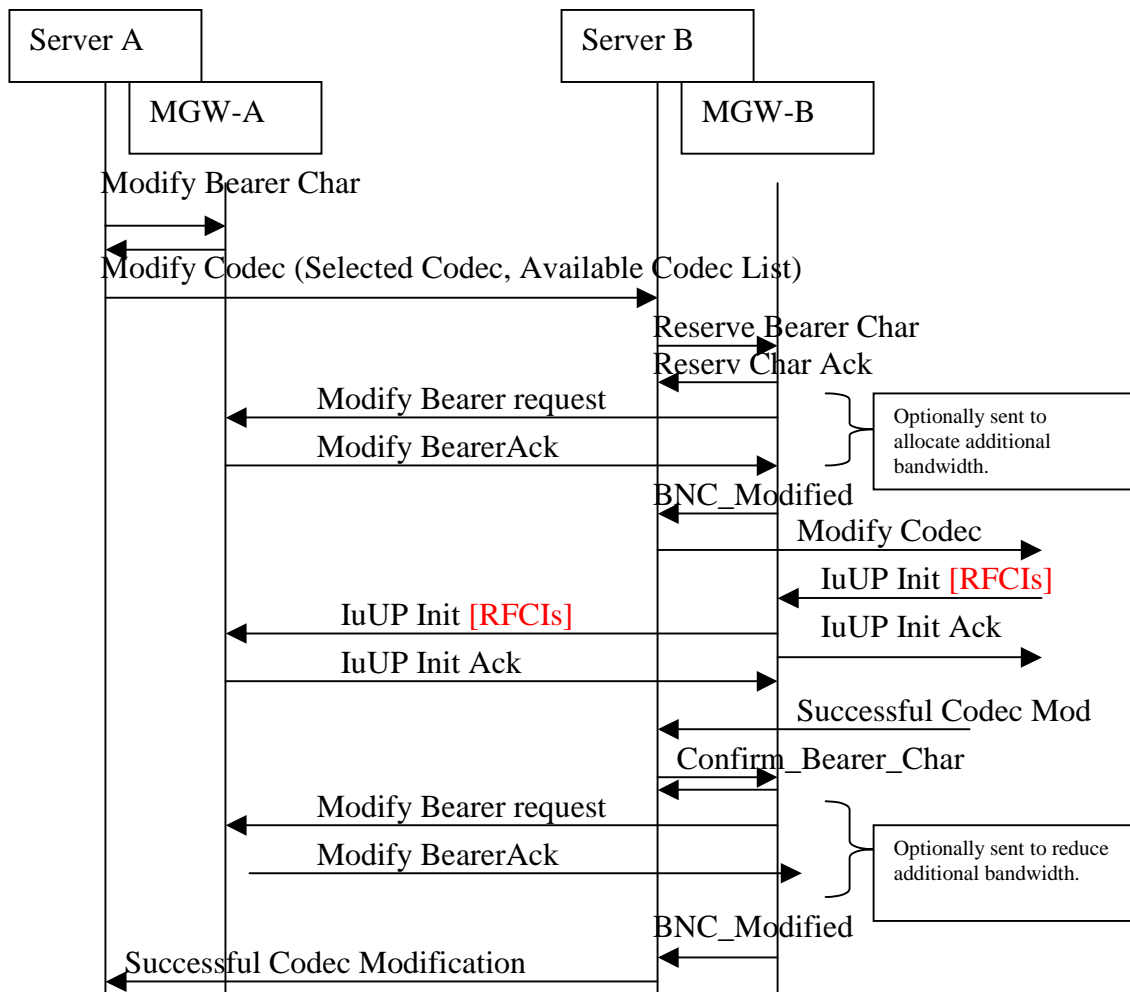 Server A
Server B
MGW-A
MGW-B
Modify Bearer Char
Modify Codec (Selected Codec, Available Codec List)
Reserve Bearer Char
Reserv Char Ack
Modify Bearer request
Optionally sent to
allocate additional
bandwidth.
Modify BearerAck
BNC_Modified
Modify Codec
IuUP Init [RFCIs]
IuUP Init [RFCIs]
IuUP Init Ack
IuUP Init Ack
Successful Codec Mod
Confirm_Bearer_Char
Modify Bearer request
Optionally sent to reduce
additional bandwidth.
Modify BearerAck
BNC_Modified
Successful Codec Modification